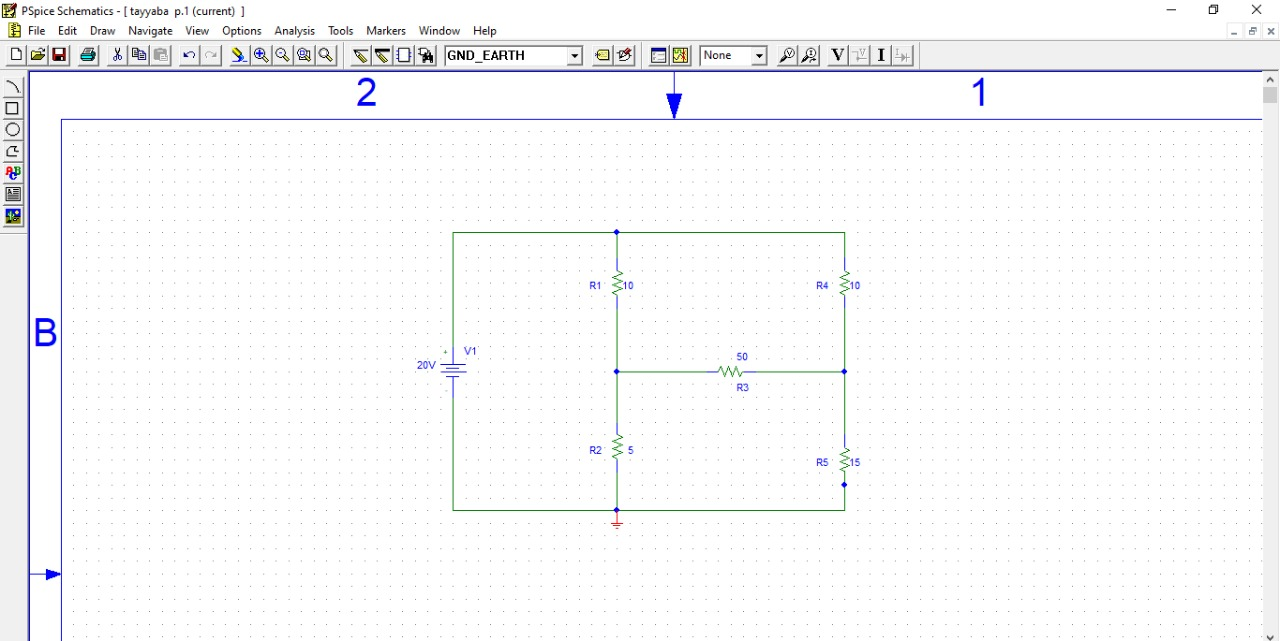 PSpice Schematics - [ tayyaba  p.1 (current)  ]
File Edit Draw Navigate View Options Analysis Tools Markers Window Help
GND_EARTH None V V I I
ABC
2 1
B
R1 10 R4 10
50
R3
+ V1
20V
R2 5
R5 15